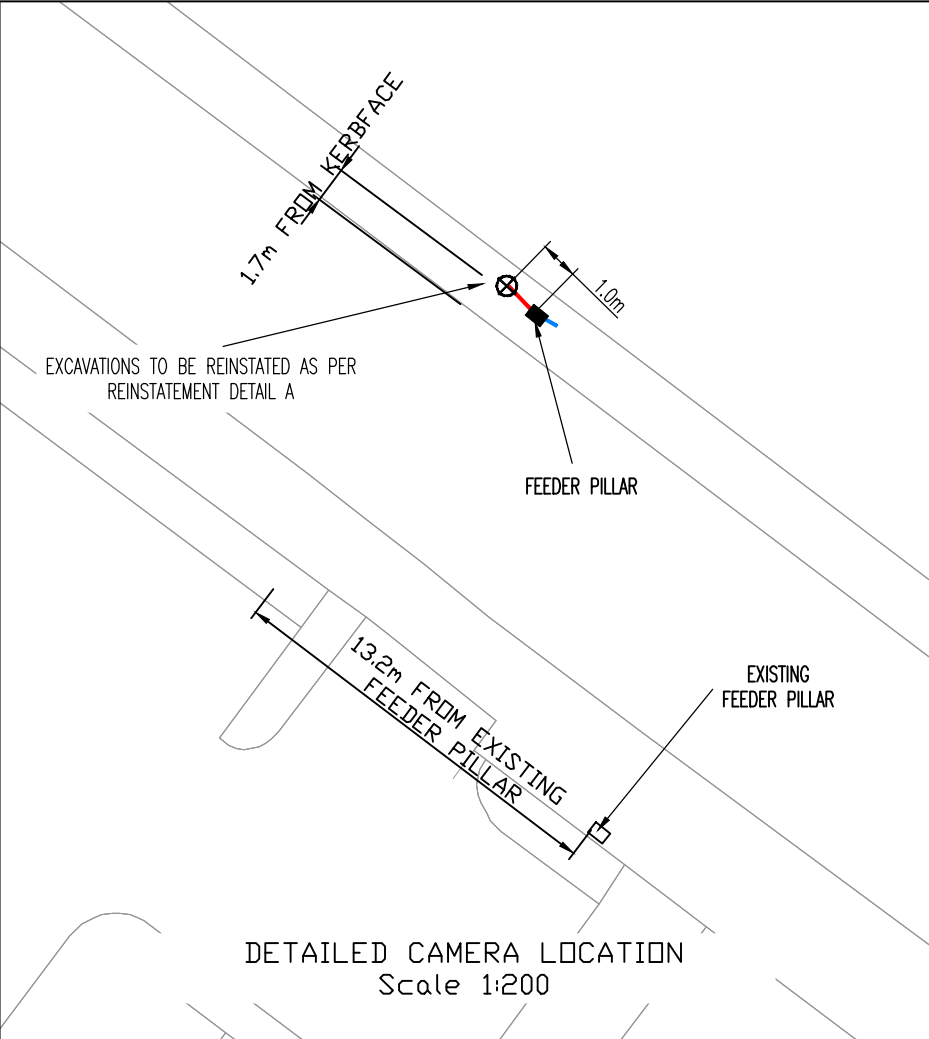 1.7m FROM KERBFACE
1.0m
EXCAVATIONS TO BE REINSTATED AS PER
REINSTATEMENT DETAIL A
FEEDER PILLAR
13.2m FROM EXISTING
FEEDER PILLAR
EXISTING
FEEDER PILLAR
DETAILED CAMERA LOCATION
Scale 1:200